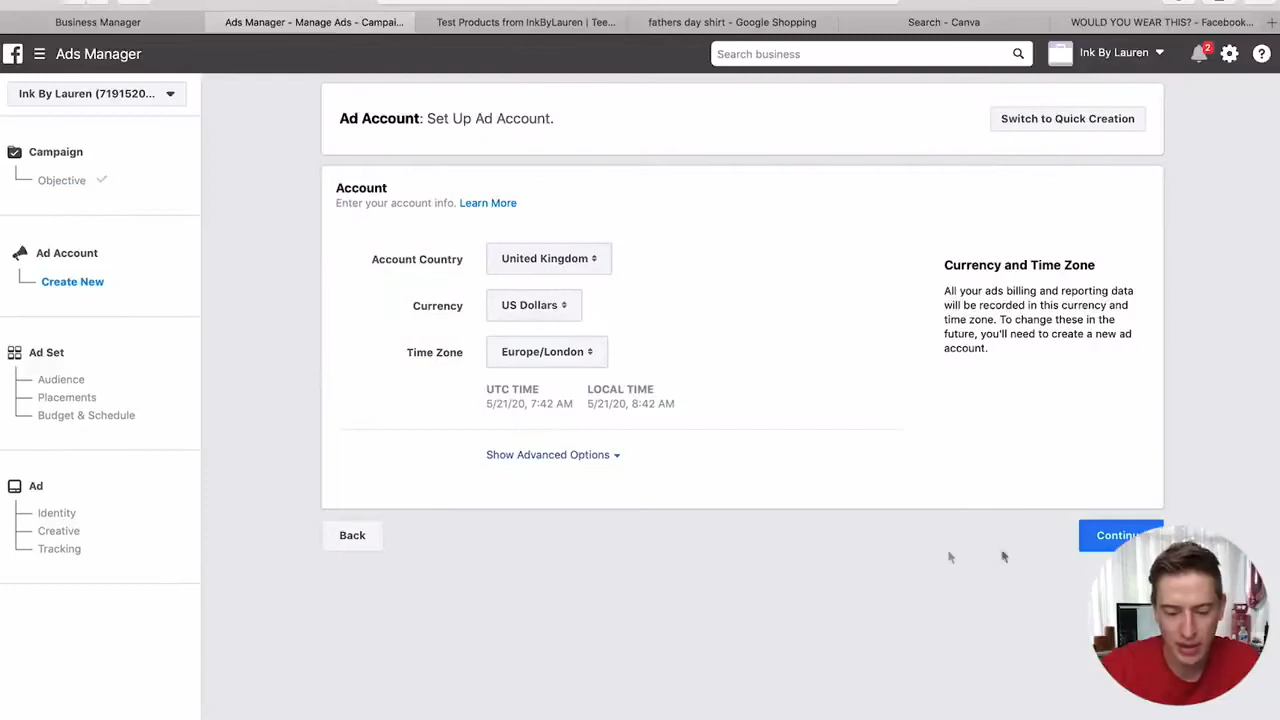 Business Manager
Ads Manager - Manage Ads - Campai...
Test Products from InkByLauren | Tee...
fathers day shirt - Google Shopping
Search - Canva
WOULD YOU WEAR THIS? - Facebook...
Ads Manager
Search business
Ink By Lauren
2
Ink By Lauren (7191520...
Campaign
Objective
Ad Account
Create New
Ad Set
Audience
Placements
Budget & Schedule
Ad
Identity
Creative
Tracking
Ad Account: Set Up Ad Account.
Switch to Quick Creation
Account
Enter your account info. Learn More
Account Country
United Kingdom
Currency
US Dollars
Time Zone
Europe/London
UTC TIME
LOCAL TIME
5/21/20, 7:42 AM
5/21/20, 8:42 AM
Show Advanced Options
Currency and Time Zone
All your ads billing and reporting data
will be recorded in this currency and
time zone. To change these in the
future, you'll need to create a new ad
account.
Back
Continu